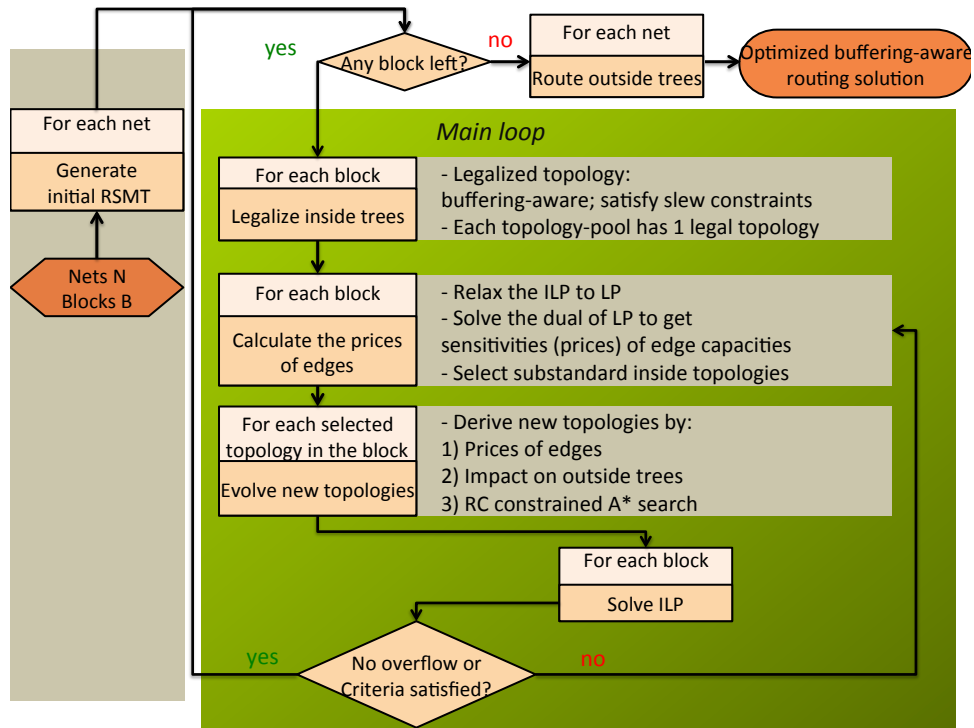 yes
Any block left?
no
For each net
Route outside trees
Optimized buffering-aware
routing solution
For each net
Generate
initial RSMT
Nets N
Blocks B
Main loop
For each block
Legalize inside trees
- Legalized topology:
buffering-aware; satisfy slew constraints
- Each topology-pool has 1 legal topology
For each block
Calculate the prices
of edges
- Relax the ILP to LP
- Solve the dual of LP to get
sensitivities (prices) of edge capacities
- Select substandard inside topologies
For each selected
topology in the block
Evolve new topologies
- Derive new topologies by:
1) Prices of edges
2) Impact on outside trees
3) RC constrained A* search
For each block
Solve ILP
yes
No overflow or
Criteria satisfied?
no